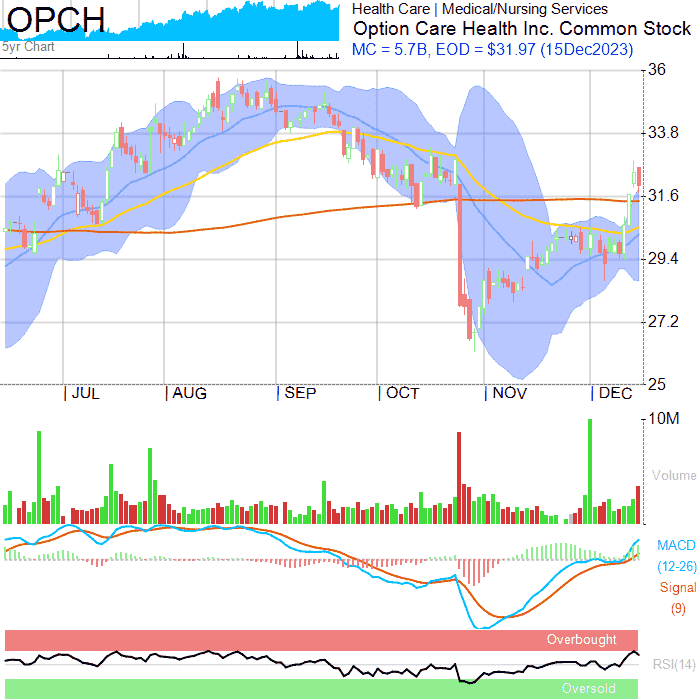 OPCH
5yr Chart
Health Care | Medical/Nursing Services
Option Care Health Inc. Common Stock
MC = 5.7B, EOD = $31.97 (15Dec2023)
36
33.8
31.6
29.4
27.2
25
| JUL | AUG | SEP | OCT | NOV | DEC
10M
Volume
MACD
(12-26)
Signal
(9)
Overbought
RSI(14)
Oversold